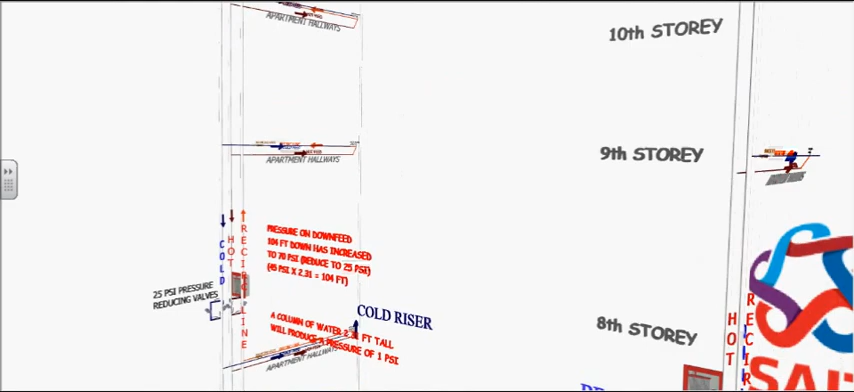 APARTMENT HALLWAYS
10th STOREY
APARTMENT HALLWAYS
9th STOREY
COLD
HOT
RECIRC LINE
PRESSURE ON DOWNFEED
104 FT DOWN HAS INCREASED
TO 70 PSI (REDUCE TO 25 PSI)
(45 PSI X 2.31 = 104 FT)
25 PSI PRESSURE
REDUCING VALVES
COLD RISER
A COLUMN OF WATER 2.31 FT TALL
WILL PRODUCE A PRESSURE OF 1 PSI
APARTMENT HALLWAYS
8th STOREY
HOT
RECIR
SAIT